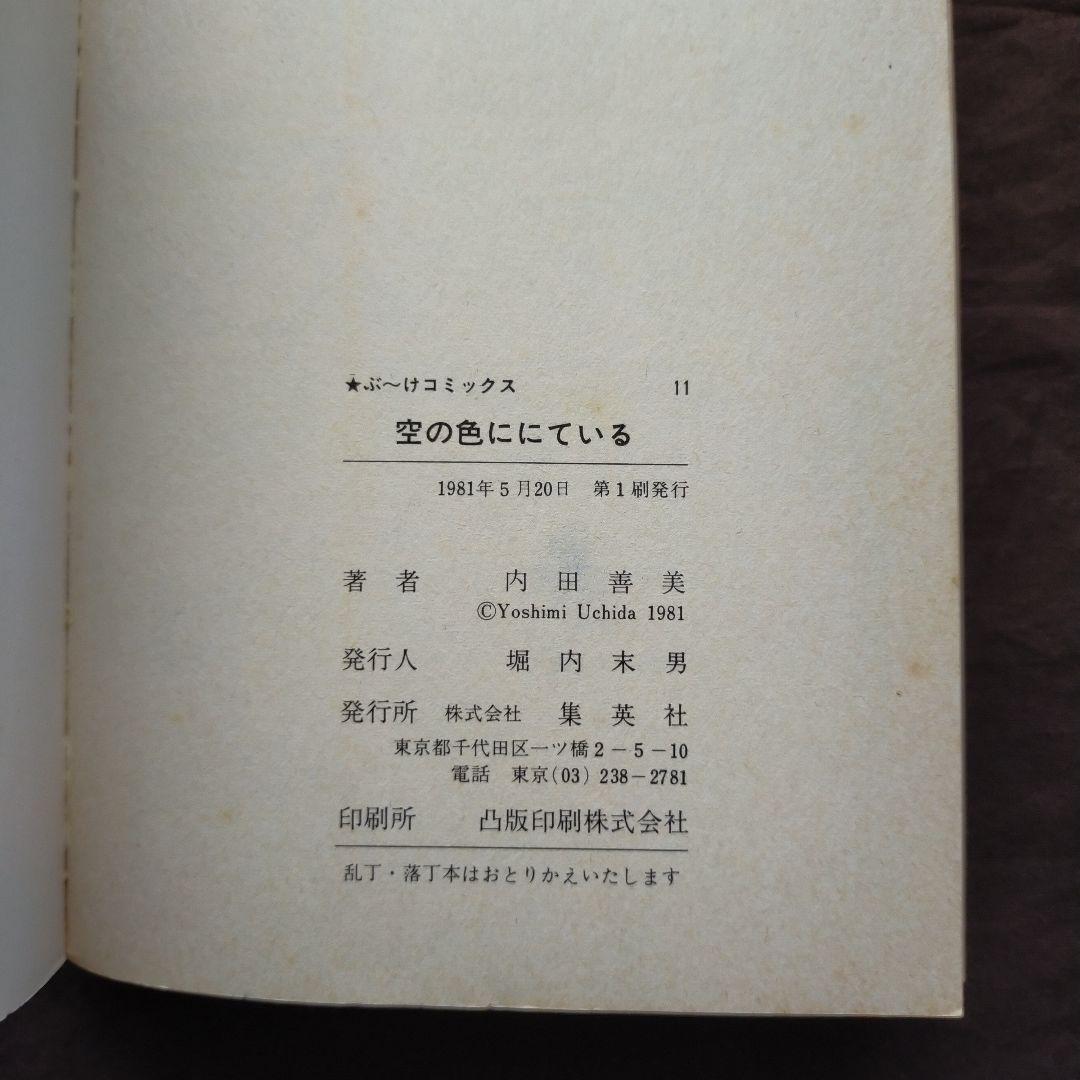 ★ぶ〜けコミックス 11
空の色ににている
1981年5月20日 第1刷発行
著者 内田善美
©Yoshimi Uchida 1981
発行人 堀内末男
発行所 株式会社 集英社
東京都千代田区一ツ橋2−5−10
電話 東京(03)238−2781
印刷所 凸版印刷株式会社
乱丁・落丁本はおとりかえいたします